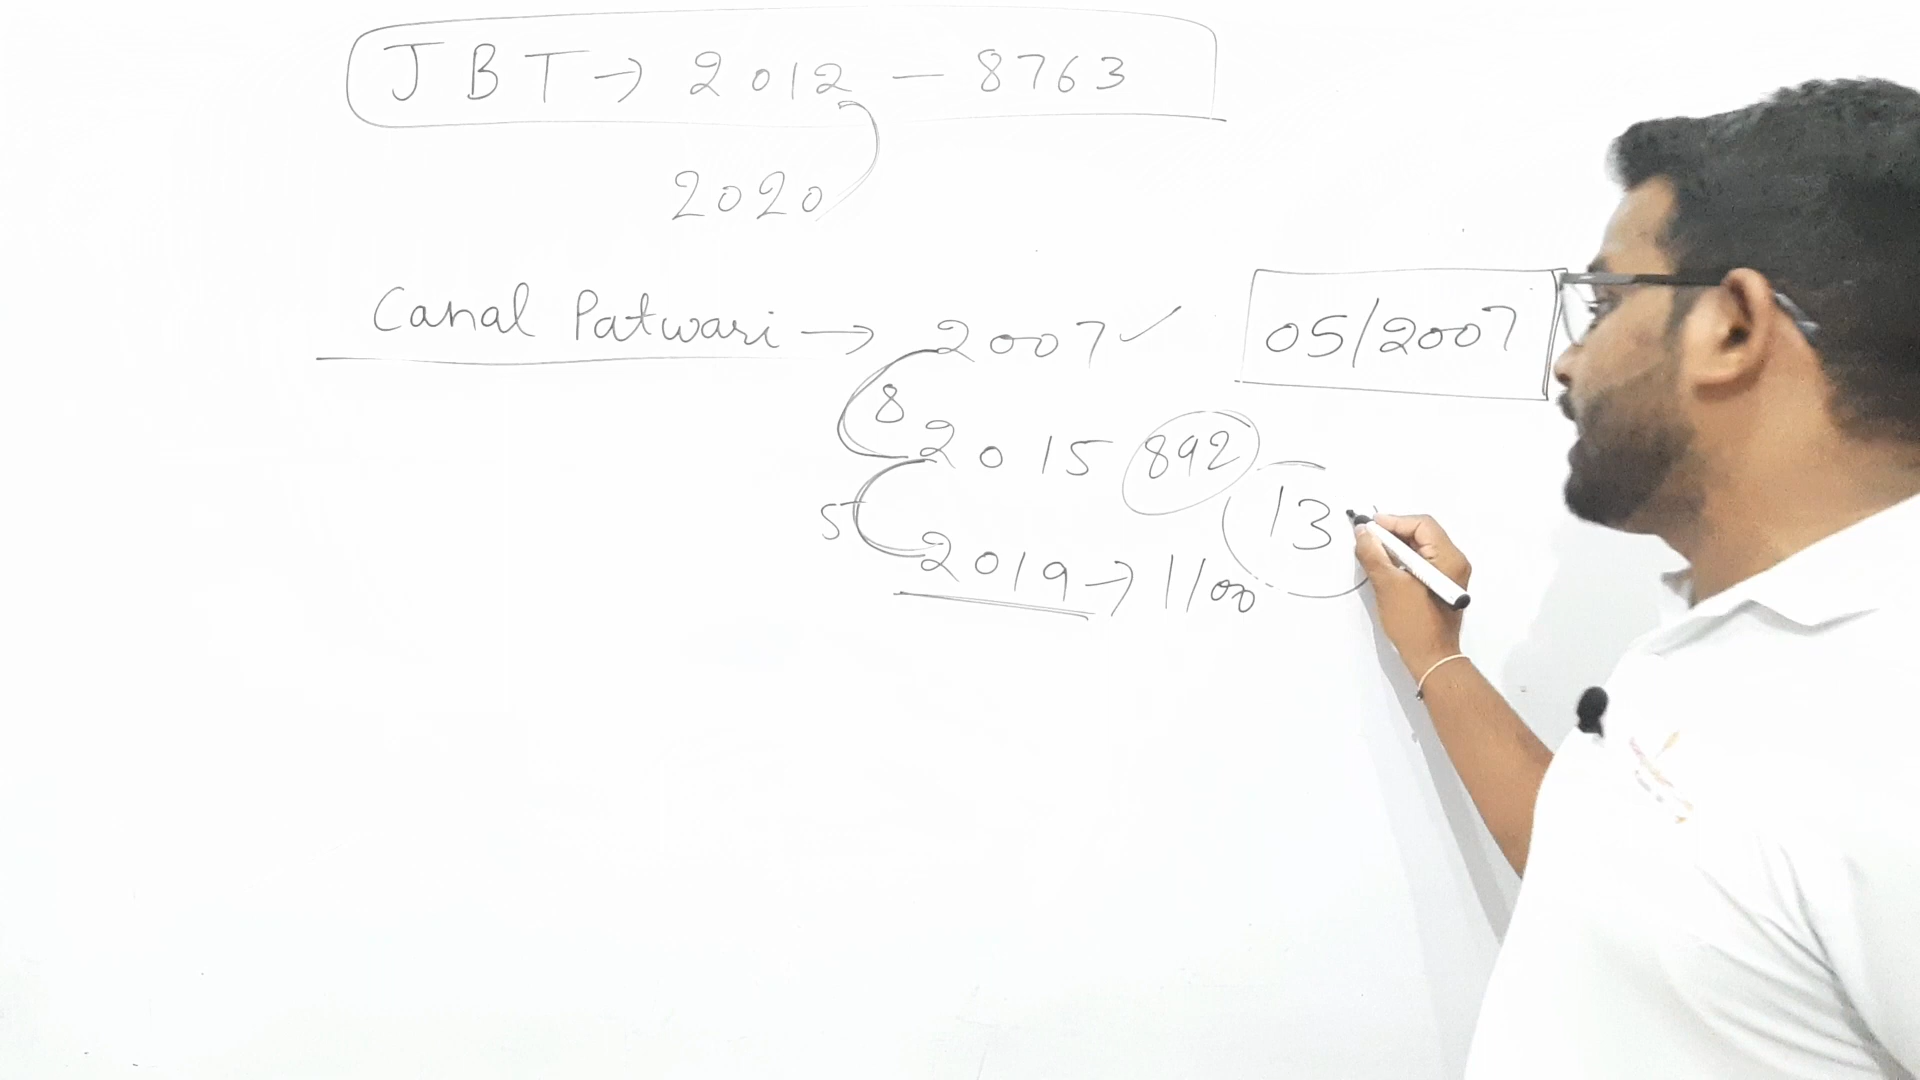 JBT → 2012 — 8763
2020
Canal Patwari → 2007 ✓ 05/2007
8
2015 892
5
13
2019 → 1100